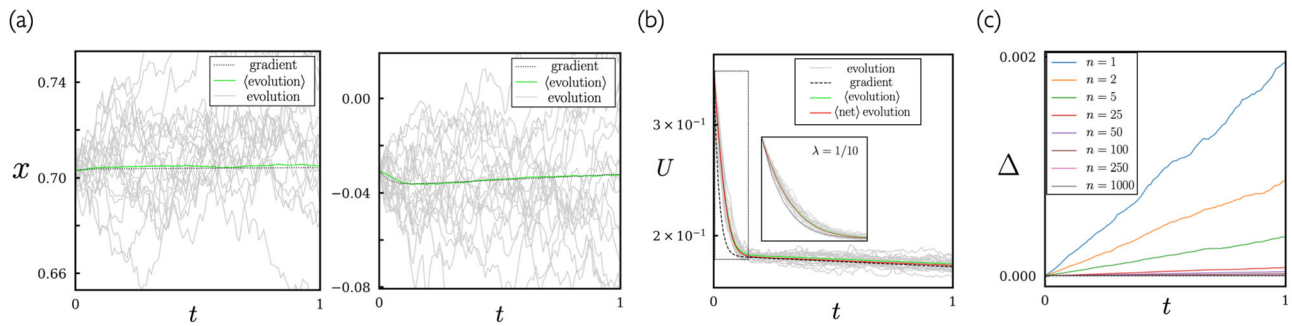 (a)
(b)
(c)
x
0.74
0.70
0.66
gradient
⟨evolution⟩
evolution
0
t
1
0.00
−0.04
−0.08
gradient
⟨evolution⟩
evolution
0
t
1
U
3 × 10⁻¹
2 × 10⁻¹
evolution
gradient
⟨evolution⟩
⟨net⟩ evolution
λ = 1/10
0
t
1
Δ
0.002
0.000
n = 1
n = 2
n = 5
n = 25
n = 50
n = 100
n = 250
n = 1000
0
t
1